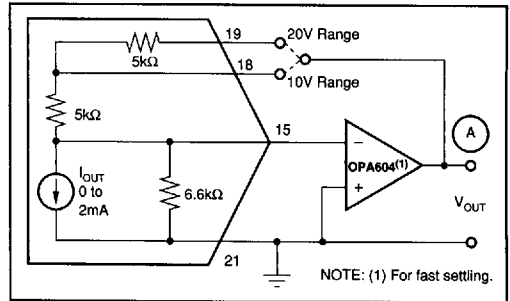 19
20V Range
5kΩ
18
10V Range
5kΩ
15
−
A
OPA604(1)
IOUT
0 to
2mA
6.6kΩ
+
VOUT
21
NOTE: (1) For fast settling.